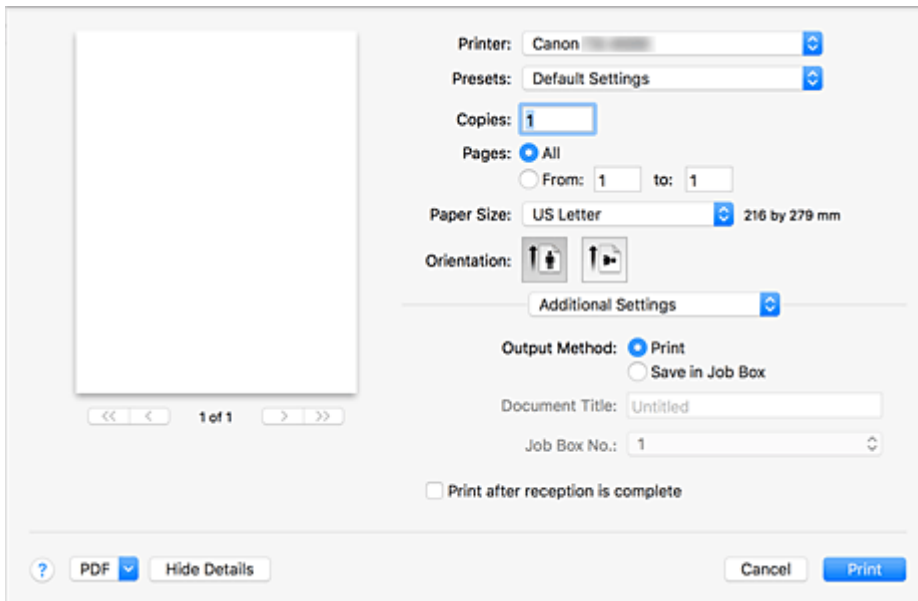 Printer: Canon
Presets: Default Settings
Copies: 1
Pages: All
From: 1 to: 1
Paper Size: US Letter 216 by 279 mm
Orientation:
Additional Settings
Output Method: Print
Save in Job Box
Document Title: Untitled
Job Box No.: 1
Print after reception is complete
<< < 1 of 1 > >>
? PDF Hide Details Cancel Print